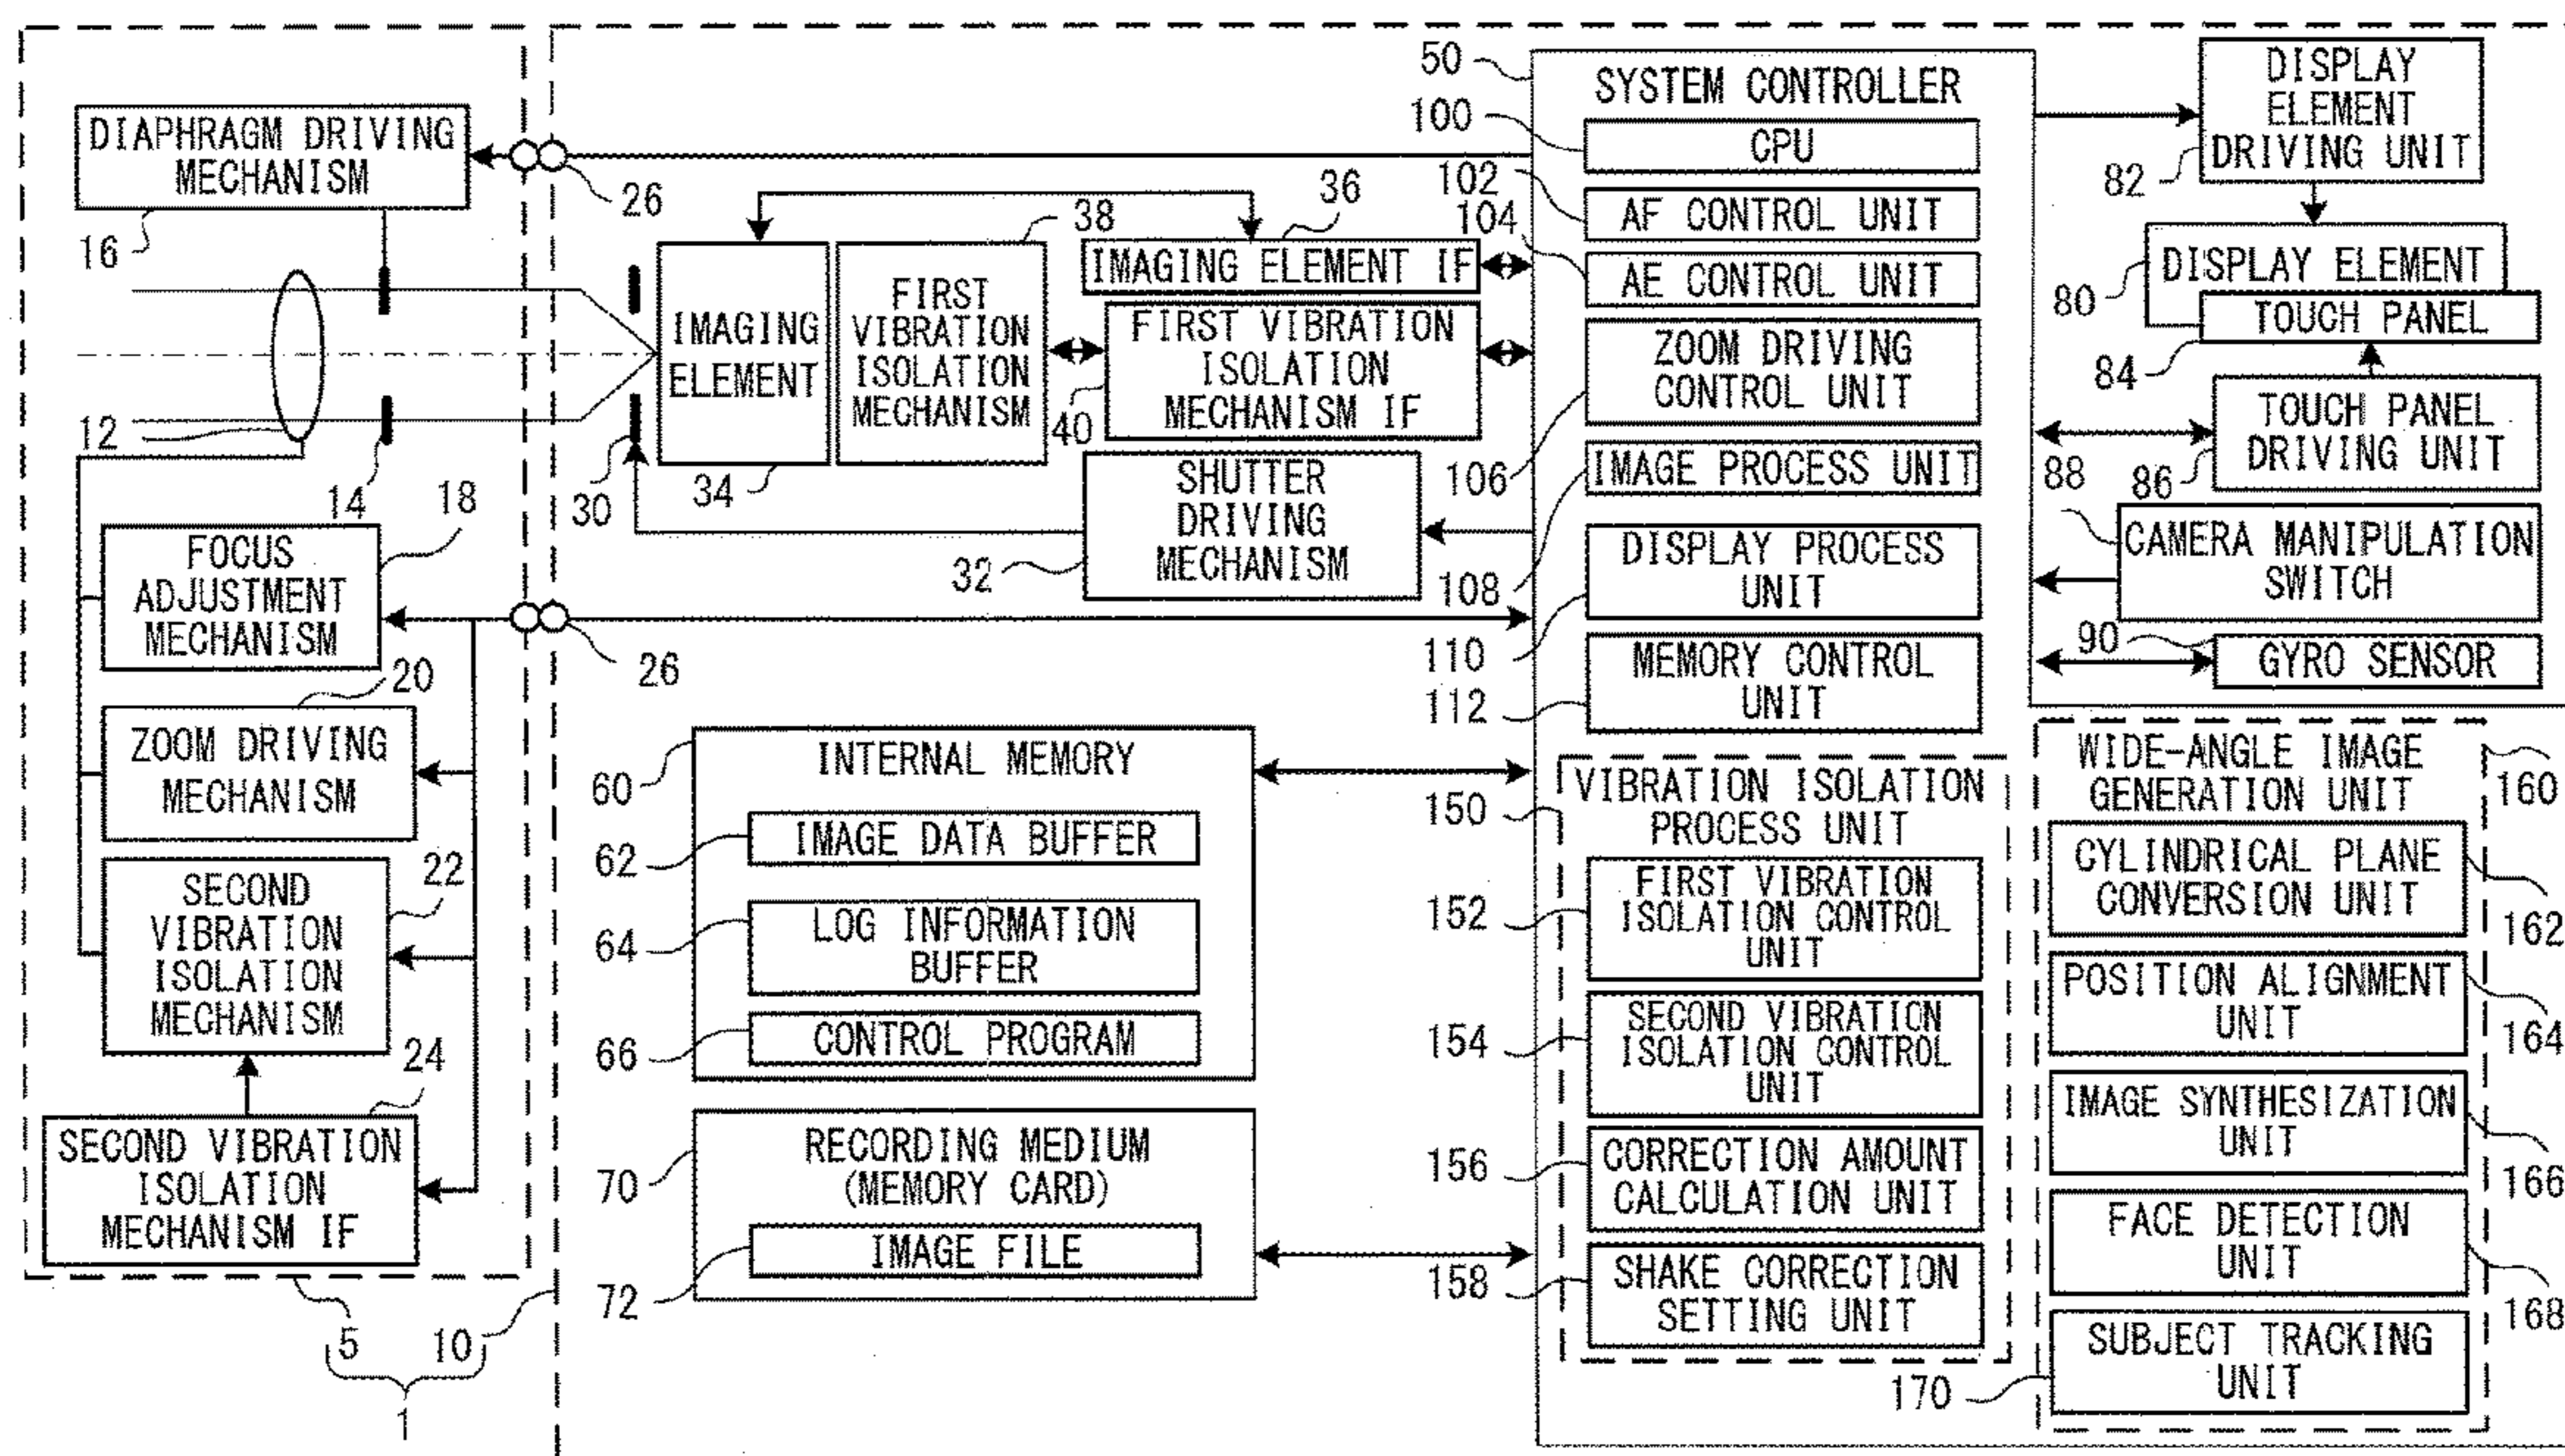 DIAPHRAGM DRIVING
MECHANISM
16
26
12
14
18
FOCUS
ADJUSTMENT
MECHANISM
26
20
ZOOM DRIVING
MECHANISM
22
SECOND
VIBRATION
ISOLATION
MECHANISM
24
SECOND VIBRATION
ISOLATION
MECHANISM IF
5
10
1
IMAGING
ELEMENT
34
30
38
FIRST
VIBRATION
ISOLATION
MECHANISM
36
IMAGING ELEMENT IF
FIRST VIBRATION
ISOLATION
MECHANISM IF
40
SHUTTER
DRIVING
MECHANISM
32
60
INTERNAL MEMORY
62
IMAGE DATA BUFFER
64
LOG INFORMATION
BUFFER
66
CONTROL PROGRAM
70
RECORDING MEDIUM
(MEMORY CARD)
72
IMAGE FILE
50
SYSTEM CONTROLLER
100
CPU
102
AF CONTROL UNIT
104
AE CONTROL UNIT
106
ZOOM DRIVING
CONTROL UNIT
108
IMAGE PROCESS UNIT
110
DISPLAY PROCESS
UNIT
112
MEMORY CONTROL
UNIT
150
VIBRATION ISOLATION
PROCESS UNIT
152
FIRST VIBRATION
ISOLATION CONTROL
UNIT
154
SECOND VIBRATION
ISOLATION CONTROL
UNIT
156
CORRECTION AMOUNT
CALCULATION UNIT
158
SHAKE CORRECTION
SETTING UNIT
DISPLAY
ELEMENT
DRIVING UNIT
82
80
DISPLAY ELEMENT
84
TOUCH PANEL
TOUCH PANEL
DRIVING UNIT
86
88
CAMERA MANIPULATION
SWITCH
90
GYRO SENSOR
WIDE-ANGLE IMAGE
GENERATION UNIT
160
CYLINDRICAL PLANE
CONVERSION UNIT
162
POSITION ALIGNMENT
UNIT
164
IMAGE SYNTHESIZATION
UNIT
166
FACE DETECTION
UNIT
168
SUBJECT TRACKING
UNIT
170